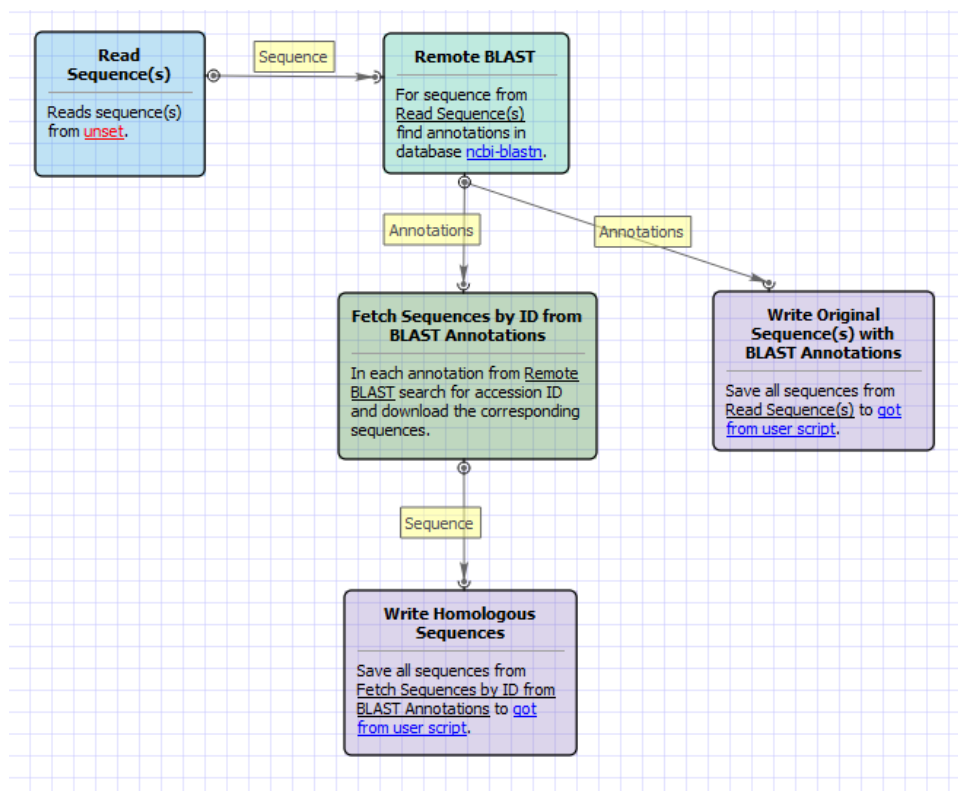 Read
Sequence(s)
Reads sequence(s)
from unset.
Sequence
Remote BLAST
For sequence from
Read Sequence(s)
find annotations in
database ncbi-blastn.
Annotations
Annotations
Fetch Sequences by ID from
BLAST Annotations
In each annotation from Remote
BLAST search for accession ID
and download the corresponding
sequences.
Write Original
Sequence(s) with
BLAST Annotations
Save all sequences from
Read Sequence(s) to got
from user script.
Sequence
Write Homologous
Sequences
Save all sequences from
Fetch Sequences by ID from
BLAST Annotations to got
from user script.